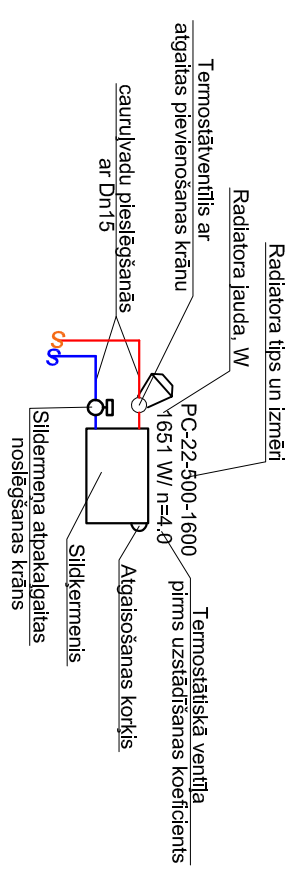 Radiatora tips un izmēri
Radiatora jauda, W
Termostātventīlis ar
atgaitas pievienošanas krānu
cauruļvadu pieslēgšanās
ar Dn15
PC-22-500-1600
1651 W/ n=4.0
Termostātiskā ventīļa
pirms uzstādīšanas koeficients
Atgaisošanas korķis
Sildķermenis
Sildermeņa atpakaļgaitas
noslēgšanas krāns
S
S